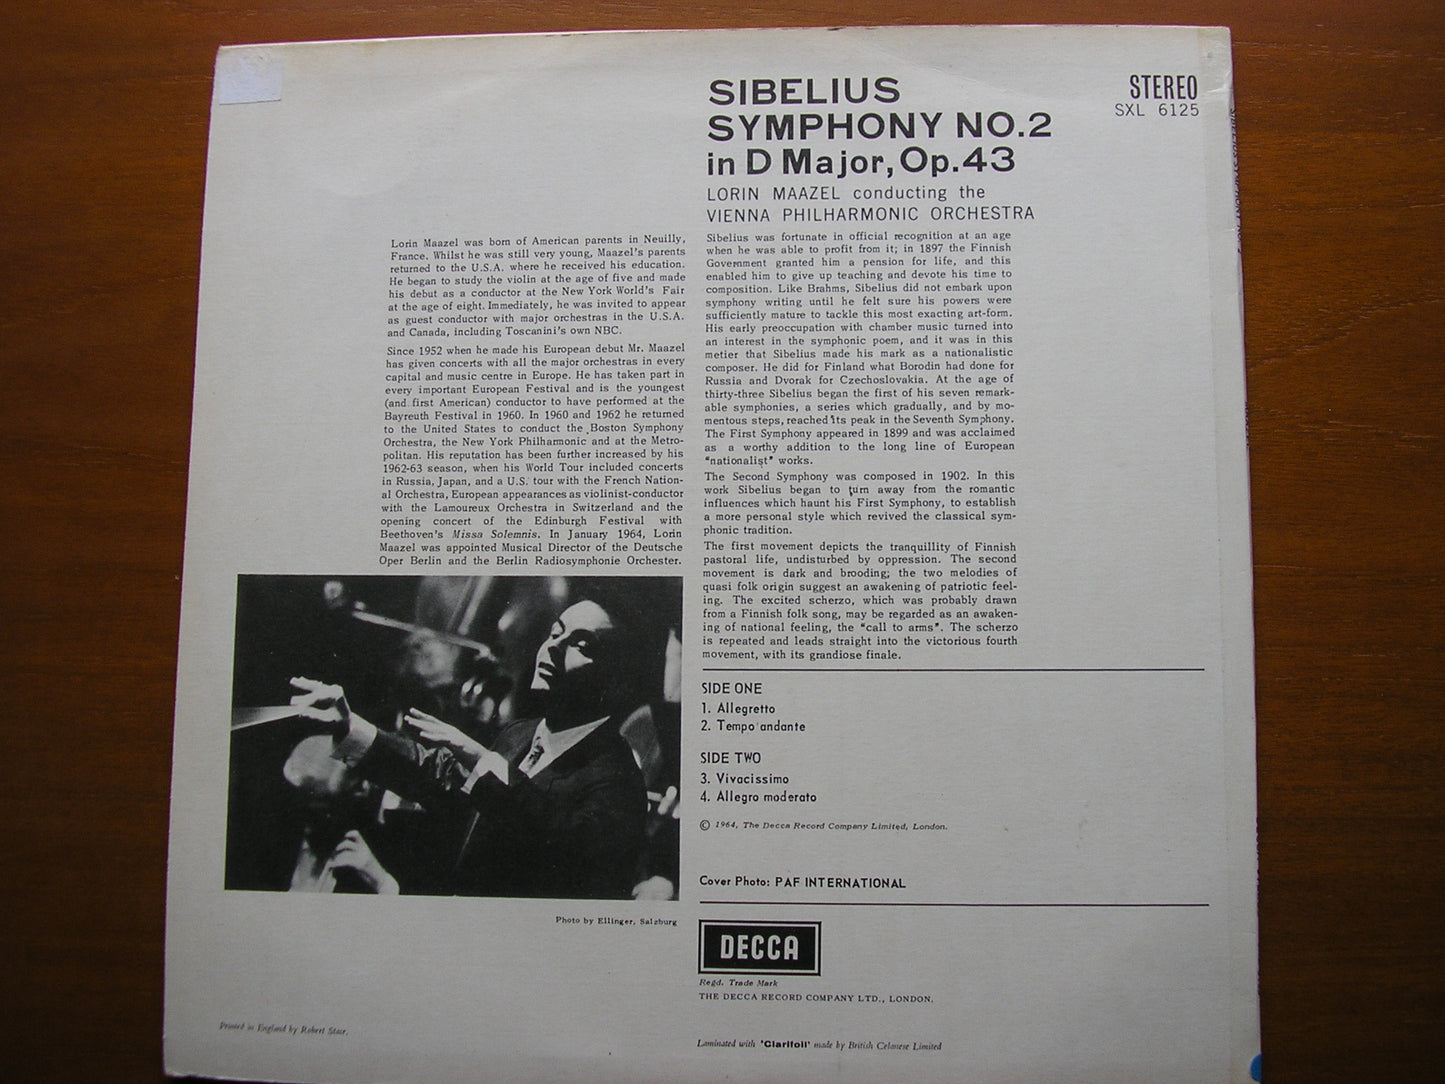 SIBELIUS
SYMPHONY NO.2
in D Major, Op.43
LORIN MAAZEL conducting the
VIENNA PHILHARMONIC ORCHESTRA
STEREO
SXL 6125
Lorin Maazel was born of American parents in Neuilly,
France. Whilst he was still very young, Maazel's parents
returned to the U.S.A. where he received his education.
He began to study the violin at the age of five and made
his debut as a conductor at the New York World's Fair
at the age of eight. Immediately, he was invited to appear
as guest conductor with major orchestras in the U.S.A.
and Canada, including Toscanini's own NBC.
Since 1952 when he made his European debut Mr. Maazel
has given concerts with all the major orchestras in every
capital and music centre in Europe. He has taken part in
every important European Festival and is the youngest
(and first American) conductor to have performed at the
Bayreuth Festival in 1960. In 1960 and 1962 he returned
to the United States to conduct the Boston Symphony
Orchestra, the New York Philharmonic and at the Metro-
politan. His reputation has been further increased by his
1962-63 season, when his World Tour included concerts
in Russia, Japan, and a U.S. tour with the French Nation-
al Orchestra, European appearances as violinist-conductor
with the Lamoureux Orchestra in Switzerland and the
opening concert of the Edinburgh Festival with
Beethoven's Missa Solemnis. In January 1964, Lorin
Maazel was appointed Musical Director of the Deutsche
Oper Berlin and the Berlin Radiosymphonie Orchester.
Photo by Ellinger, Salzburg
Printed in England by Robert Stace.
Sibelius was fortunate in official recognition at an age
when he was able to profit from it; in 1897 the Finnish
Government granted him a pension for life, and this
enabled him to give up teaching and devote his time to
composition. Like Brahms, Sibelius did not embark upon
symphony writing until he felt sure his powers were
sufficiently mature to tackle this most exacting art-form.
His early preoccupation with chamber music turned into
an interest in the symphonic poem, and it was in this
metier that Sibelius made his mark as a nationalistic
composer. He did for Finland what Borodin had done for
Russia and Dvorak for Czechoslovakia. At the age of
thirty-three Sibelius began the first of his seven remark-
able symphonies, a series which gradually, and by mo-
mentous steps, reached its peak in the Seventh Symphony.
The First Symphony appeared in 1899 and was acclaimed
as a worthy addition to the long line of European
"nationalist" works.
The Second Symphony was composed in 1902. In this
work Sibelius began to turn away from the romantic
influences which haunt his First Symphony, to establish
a more personal style which revived the classical sym-
phonic tradition.
The first movement depicts the tranquillity of Finnish
pastoral life, undisturbed by oppression. The second
movement is dark and brooding; the two melodies of
quasi folk origin suggest an awakening of patriotic feel-
ing. The excited scherzo, which was probably drawn
from a Finnish folk song, may be regarded as an awaken-
ing of national feeling, the "call to arms". The scherzo
is repeated and leads straight into the victorious fourth
movement, with its grandiose finale.
SIDE ONE
1. Allegretto
2. Tempo andante
SIDE TWO
3. Vivacissimo
4. Allegro moderato
© 1964, The Decca Record Company Limited, London.
Cover Photo: PAF INTERNATIONAL
DECCA
Regd. Trade Mark
THE DECCA RECORD COMPANY LTD., LONDON.
Laminated with 'Clarifoil' made by British Celanese Limited